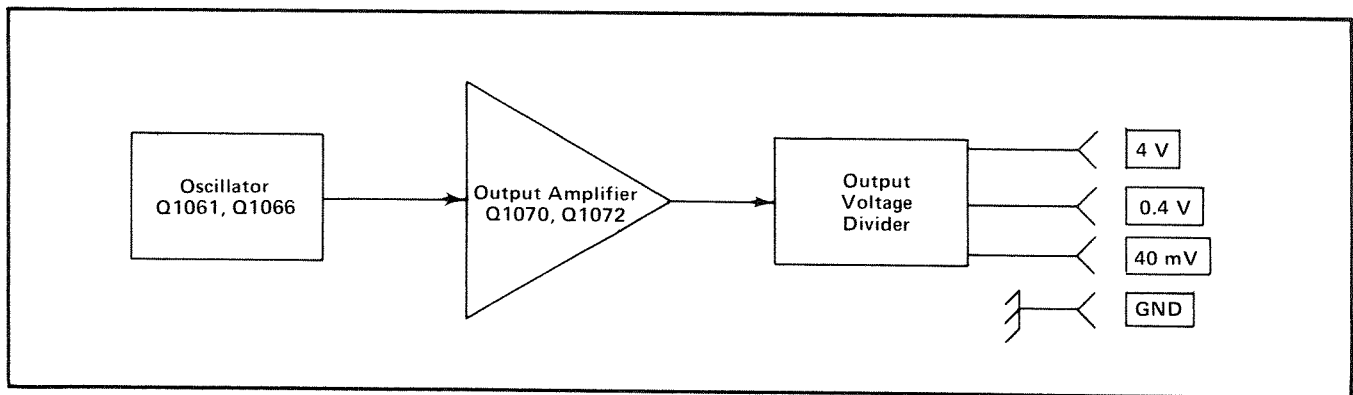 Oscillator
Q1061, Q1066
Output Amplifier
Q1070, Q1072
Output
Voltage
Divider
4 V
0.4 V
40 mV
GND